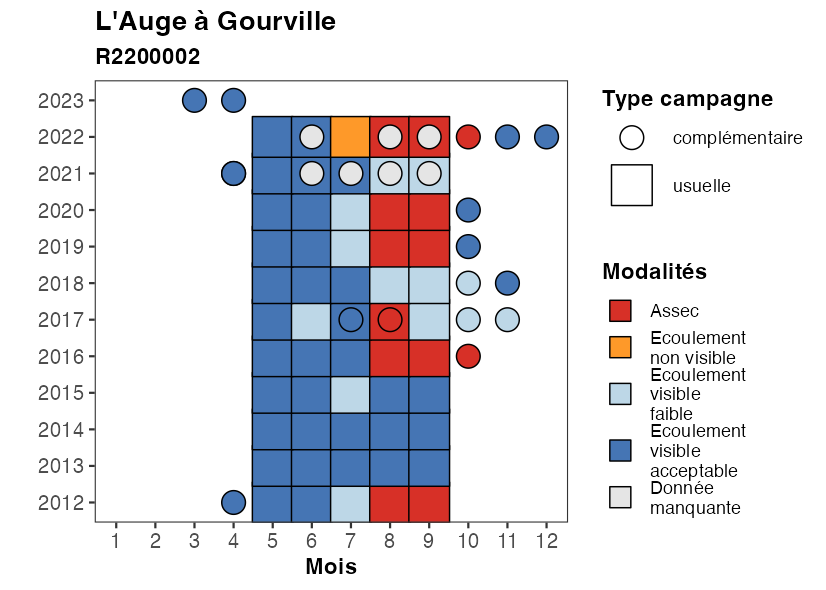 L'Auge à Gourville
R2200002
2023
2022
2021
2020
2019
2018
2017
2016
2015
2014
2013
2012
1 2 3 4 5 6 7 8 9 10 11 12
Mois
Type campagne
complémentaire
usuelle
Modalités
Assec
Ecoulement
non visible
Ecoulement
visible
faible
Ecoulement
visible
acceptable
Donnée
manquante